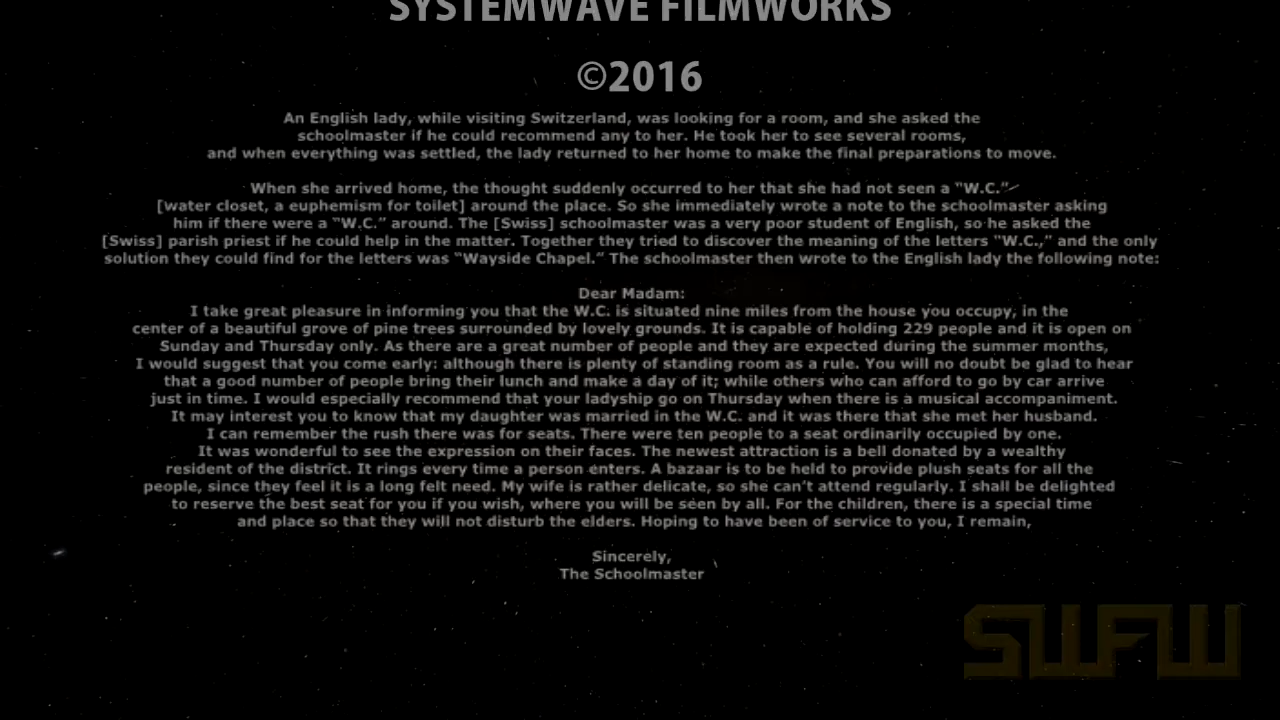 SYSTEMWAVE FILMWORKS
©2016
An English lady, while visiting Switzerland, was looking for a room, and she asked the
schoolmaster if he could recommend any to her. He took her to see several rooms,
and when everything was settled, the lady returned to her home to make the final preparations to move.
When she arrived home, the thought suddenly occurred to her that she had not seen a "W.C."
[water closet, a euphemism for toilet] around the place. So she immediately wrote a note to the schoolmaster asking
him if there were a "W.C." around. The [Swiss] schoolmaster was a very poor student of English, so he asked the
[Swiss] parish priest if he could help in the matter. Together they tried to discover the meaning of the letters "W.C.," and the only
solution they could find for the letters was "Wayside Chapel." The schoolmaster then wrote to the English lady the following note:
Dear Madam:
I take great pleasure in informing you that the W.C. is situated nine miles from the house you occupy, in the
center of a beautiful grove of pine trees surrounded by lovely grounds. It is capable of holding 229 people and it is open on
Sunday and Thursday only. As there are a great number of people and they are expected during the summer months,
I would suggest that you come early: although there is plenty of standing room as a rule. You will no doubt be glad to hear
that a good number of people bring their lunch and make a day of it; while others who can afford to go by car arrive
just in time. I would especially recommend that your ladyship go on Thursday when there is a musical accompaniment.
It may interest you to know that my daughter was married in the W.C. and it was there that she met her husband.
I can remember the rush there was for seats. There were ten people to a seat ordinarily occupied by one.
It was wonderful to see the expression on their faces. The newest attraction is a bell donated by a wealthy
resident of the district. It rings every time a person enters. A bazaar is to be held to provide plush seats for all the
people, since they feel it is a long felt need. My wife is rather delicate, so she can't attend regularly. I shall be delighted
to reserve the best seat for you if you wish, where you will be seen by all. For the children, there is a special time
and place so that they will not disturb the elders. Hoping to have been of service to you, I remain,
Sincerely,
The Schoolmaster
SWFW